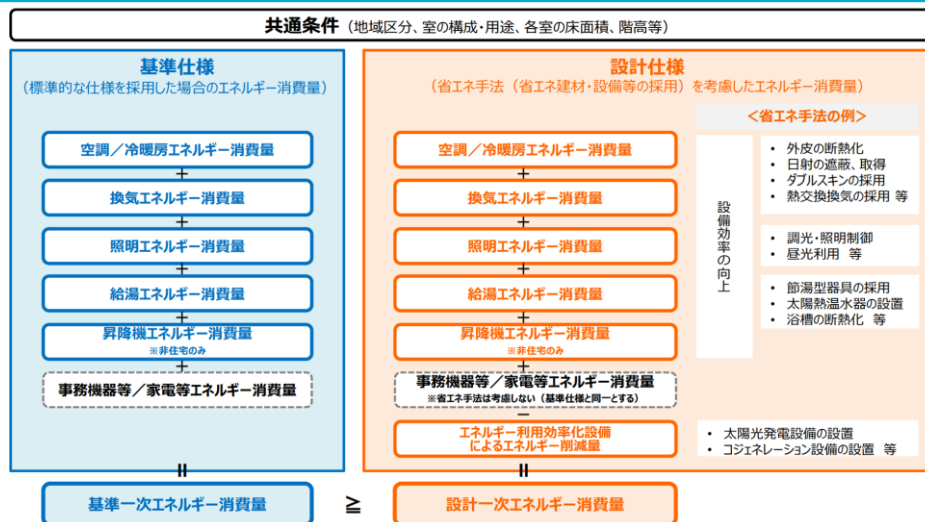 共通条件（地域区分、室の構成・用途、各室の床面積、階高等）
基準仕様
（標準的な仕様を採用した場合のエネルギー消費量）
空調／冷暖房エネルギー消費量
＋
換気エネルギー消費量
＋
照明エネルギー消費量
＋
給湯エネルギー消費量
＋
昇降機エネルギー消費量
※非住宅のみ
＋
事務機器等／家電等エネルギー消費量
＝
基準一次エネルギー消費量
≧
設計仕様
（省エネ手法（省エネ建材・設備等の採用）を考慮したエネルギー消費量）
空調／冷暖房エネルギー消費量
＋
換気エネルギー消費量
＋
照明エネルギー消費量
＋
給湯エネルギー消費量
＋
昇降機エネルギー消費量
※非住宅のみ
＋
事務機器等／家電等エネルギー消費量
※省エネ手法は考慮しない（基準仕様と同一とする）
－
エネルギー利用効率化設備
によるエネルギー削減量
＝
設計一次エネルギー消費量
＜省エネ手法の例＞
設備効率の向上
• 外皮の断熱化
• 日射の遮蔽、取得
• ダブルスキンの採用
• 熱交換換気の採用 等
• 調光・照明制御
• 昼光利用 等
• 節湯型器具の採用
• 太陽熱温水器の設置
• 浴槽の断熱化 等
• 太陽光発電設備の設置
• コジェネレーション設備の設置 等